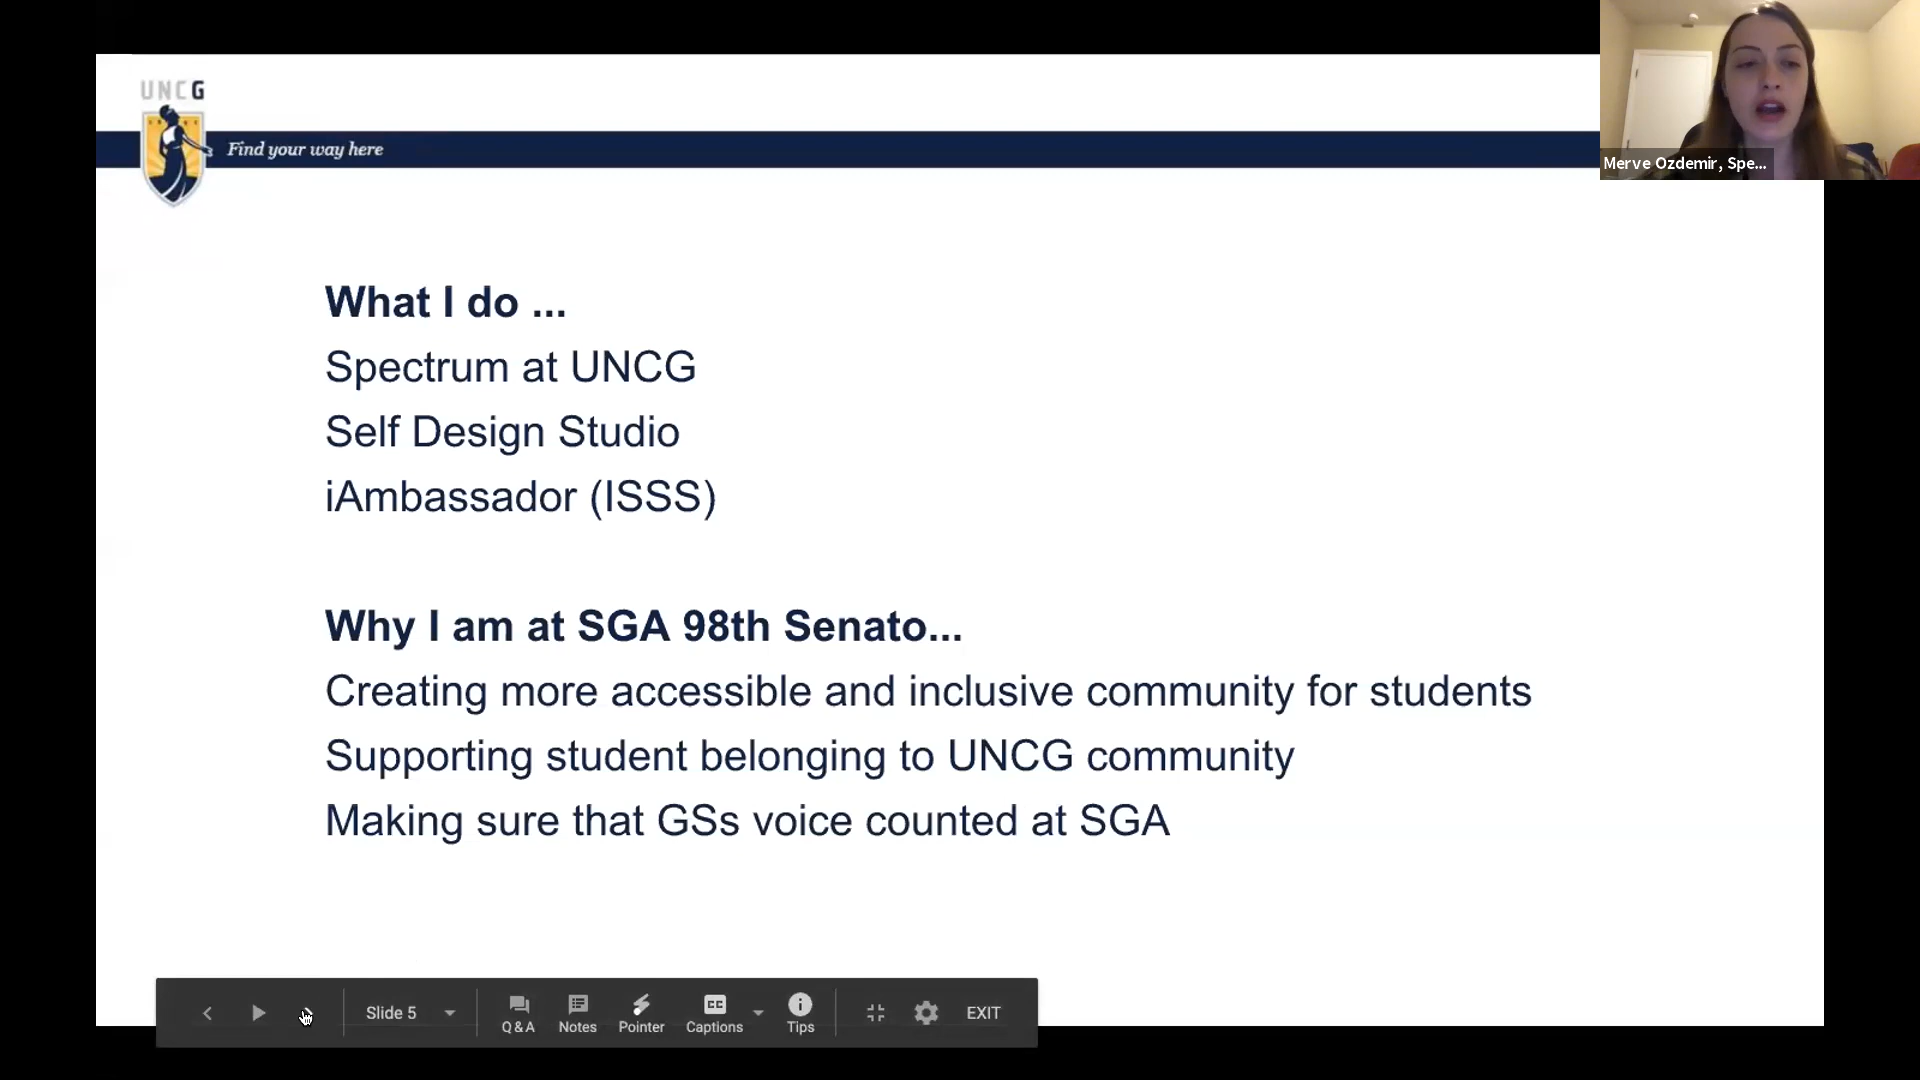 UNCG
Find your way here
Merve Ozdemir, Spe...
What I do ...
Spectrum at UNCG
Self Design Studio
iAmbassador (ISSS)
Why I am at SGA 98th Senato...
Creating more accessible and inclusive community for students
Supporting student belonging to UNCG community
Making sure that GSs voice counted at SGA
Slide 5
Q & A
Notes
Pointer
CC
Captions
Tips
EXIT